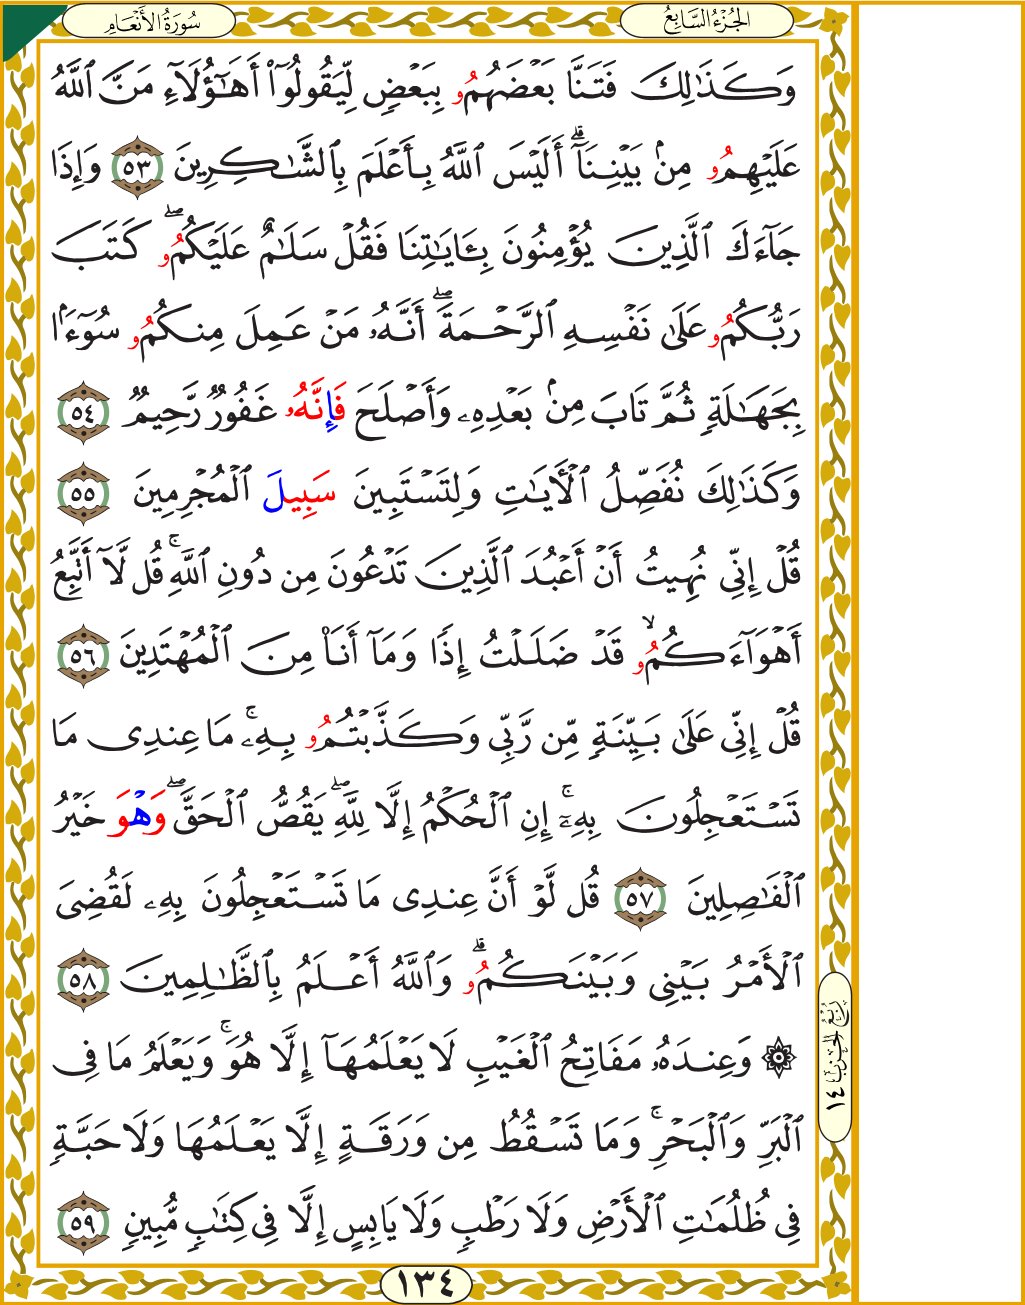 الجُزْءُ السَّابِعُ
سُورَةُ الأَنْعَامِ
وَكَذَٰلِكَ فَتَنَّا بَعْضَهُمُو بِبَعْضٍ لِّيَقُولُوٓا۟ أَهَٰٓؤُلَآءِ مَنَّ ٱللَّهُ
عَلَيْهِمُو مِنۢ بَيْنِنَآ ۗ أَلَيْسَ ٱللَّهُ بِأَعْلَمَ بِٱلشَّٰكِرِينَ ٥٣ وَإِذَا
جَآءَكَ ٱلَّذِينَ يُؤْمِنُونَ بِـَٔايَٰتِنَا فَقُلْ سَلَٰمٌ عَلَيْكُمُو ۖ كَتَبَ
رَبُّكُمُو عَلَىٰ نَفْسِهِ ٱلرَّحْمَةَ ۖ أَنَّهُۥ مَنْ عَمِلَ مِنكُمُو سُوٓءَۢا
بِجَهَٰلَةٍ ثُمَّ تَابَ مِنۢ بَعْدِهِۦ وَأَصْلَحَ فَإِنَّهُۥ غَفُورٌ رَّحِيمٌ ٥٤
وَكَذَٰلِكَ نُفَصِّلُ ٱلْأَيَٰتِ وَلِتَسْتَبِينَ سَبِيلَ ٱلْمُجْرِمِينَ ٥٥
قُلْ إِنِّى نُهِيتُ أَنْ أَعْبُدَ ٱلَّذِينَ تَدْعُونَ مِن دُونِ ٱللَّهِ ۚ قُل لَّآ أَتَّبِعُ
أَهْوَآءَكُمُو ۙ قَدْ ضَلَلْتُ إِذًا وَمَآ أَنَا۠ مِنَ ٱلْمُهْتَدِينَ ٥٦
قُلْ إِنِّى عَلَىٰ بَيِّنَةٍ مِّن رَّبِّى وَكَذَّبْتُمُو بِهِۦ ۚ مَا عِندِى مَا
تَسْتَعْجِلُونَ بِهِۦٓ ۚ إِنِ ٱلْحُكْمُ إِلَّا لِلَّهِ ۖ يَقُصُّ ٱلْحَقَّ ۖ وَهْوَ خَيْرُ
ٱلْفَٰصِلِينَ ٥٧ قُل لَّوْ أَنَّ عِندِى مَا تَسْتَعْجِلُونَ بِهِۦ لَقُضِىَ
ٱلْأَمْرُ بَيْنِى وَبَيْنَكُمُو ۗ وَٱللَّهُ أَعْلَمُ بِٱلظَّٰلِمِينَ ٥٨
۞ وَعِندَهُۥ مَفَاتِحُ ٱلْغَيْبِ لَا يَعْلَمُهَآ إِلَّا هُوَ ۚ وَيَعْلَمُ مَا فِى
ٱلْبَرِّ وَٱلْبَحْرِ ۚ وَمَا تَسْقُطُ مِن وَرَقَةٍ إِلَّا يَعْلَمُهَا وَلَا حَبَّةٍ
فِى ظُلُمَٰتِ ٱلْأَرْضِ وَلَا رَطْبٍ وَلَا يَابِسٍ إِلَّا فِى كِتَٰبٍ مُّبِينٍ ٥٩
رُبُعُ الحِزْبِ ١٤
١٣٤